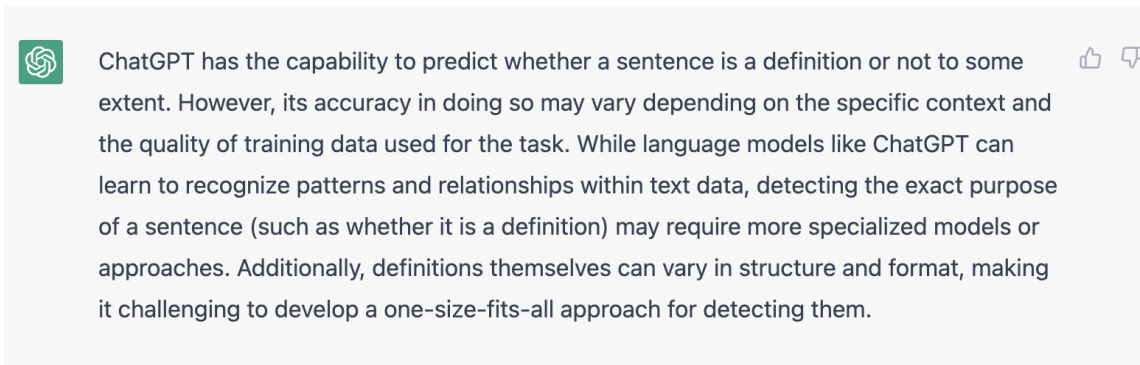 ChatGPT has the capability to predict whether a sentence is a definition or not to some
extent. However, its accuracy in doing so may vary depending on the specific context and
the quality of training data used for the task. While language models like ChatGPT can
learn to recognize patterns and relationships within text data, detecting the exact purpose
of a sentence (such as whether it is a definition) may require more specialized models or
approaches. Additionally, definitions themselves can vary in structure and format, making
it challenging to develop a one-size-fits-all approach for detecting them.